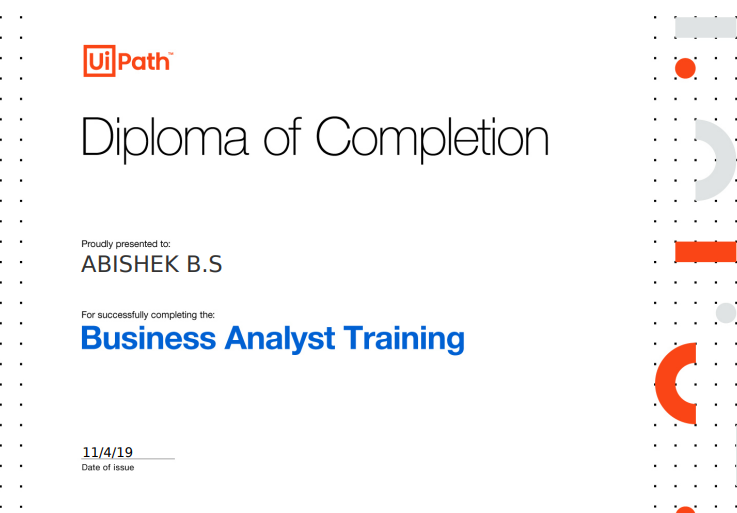 UiPath™
Diploma of Completion
Proudly presented to:
ABISHEK B.S
For successfully completing the:
Business Analyst Training
11/4/19
Date of issue